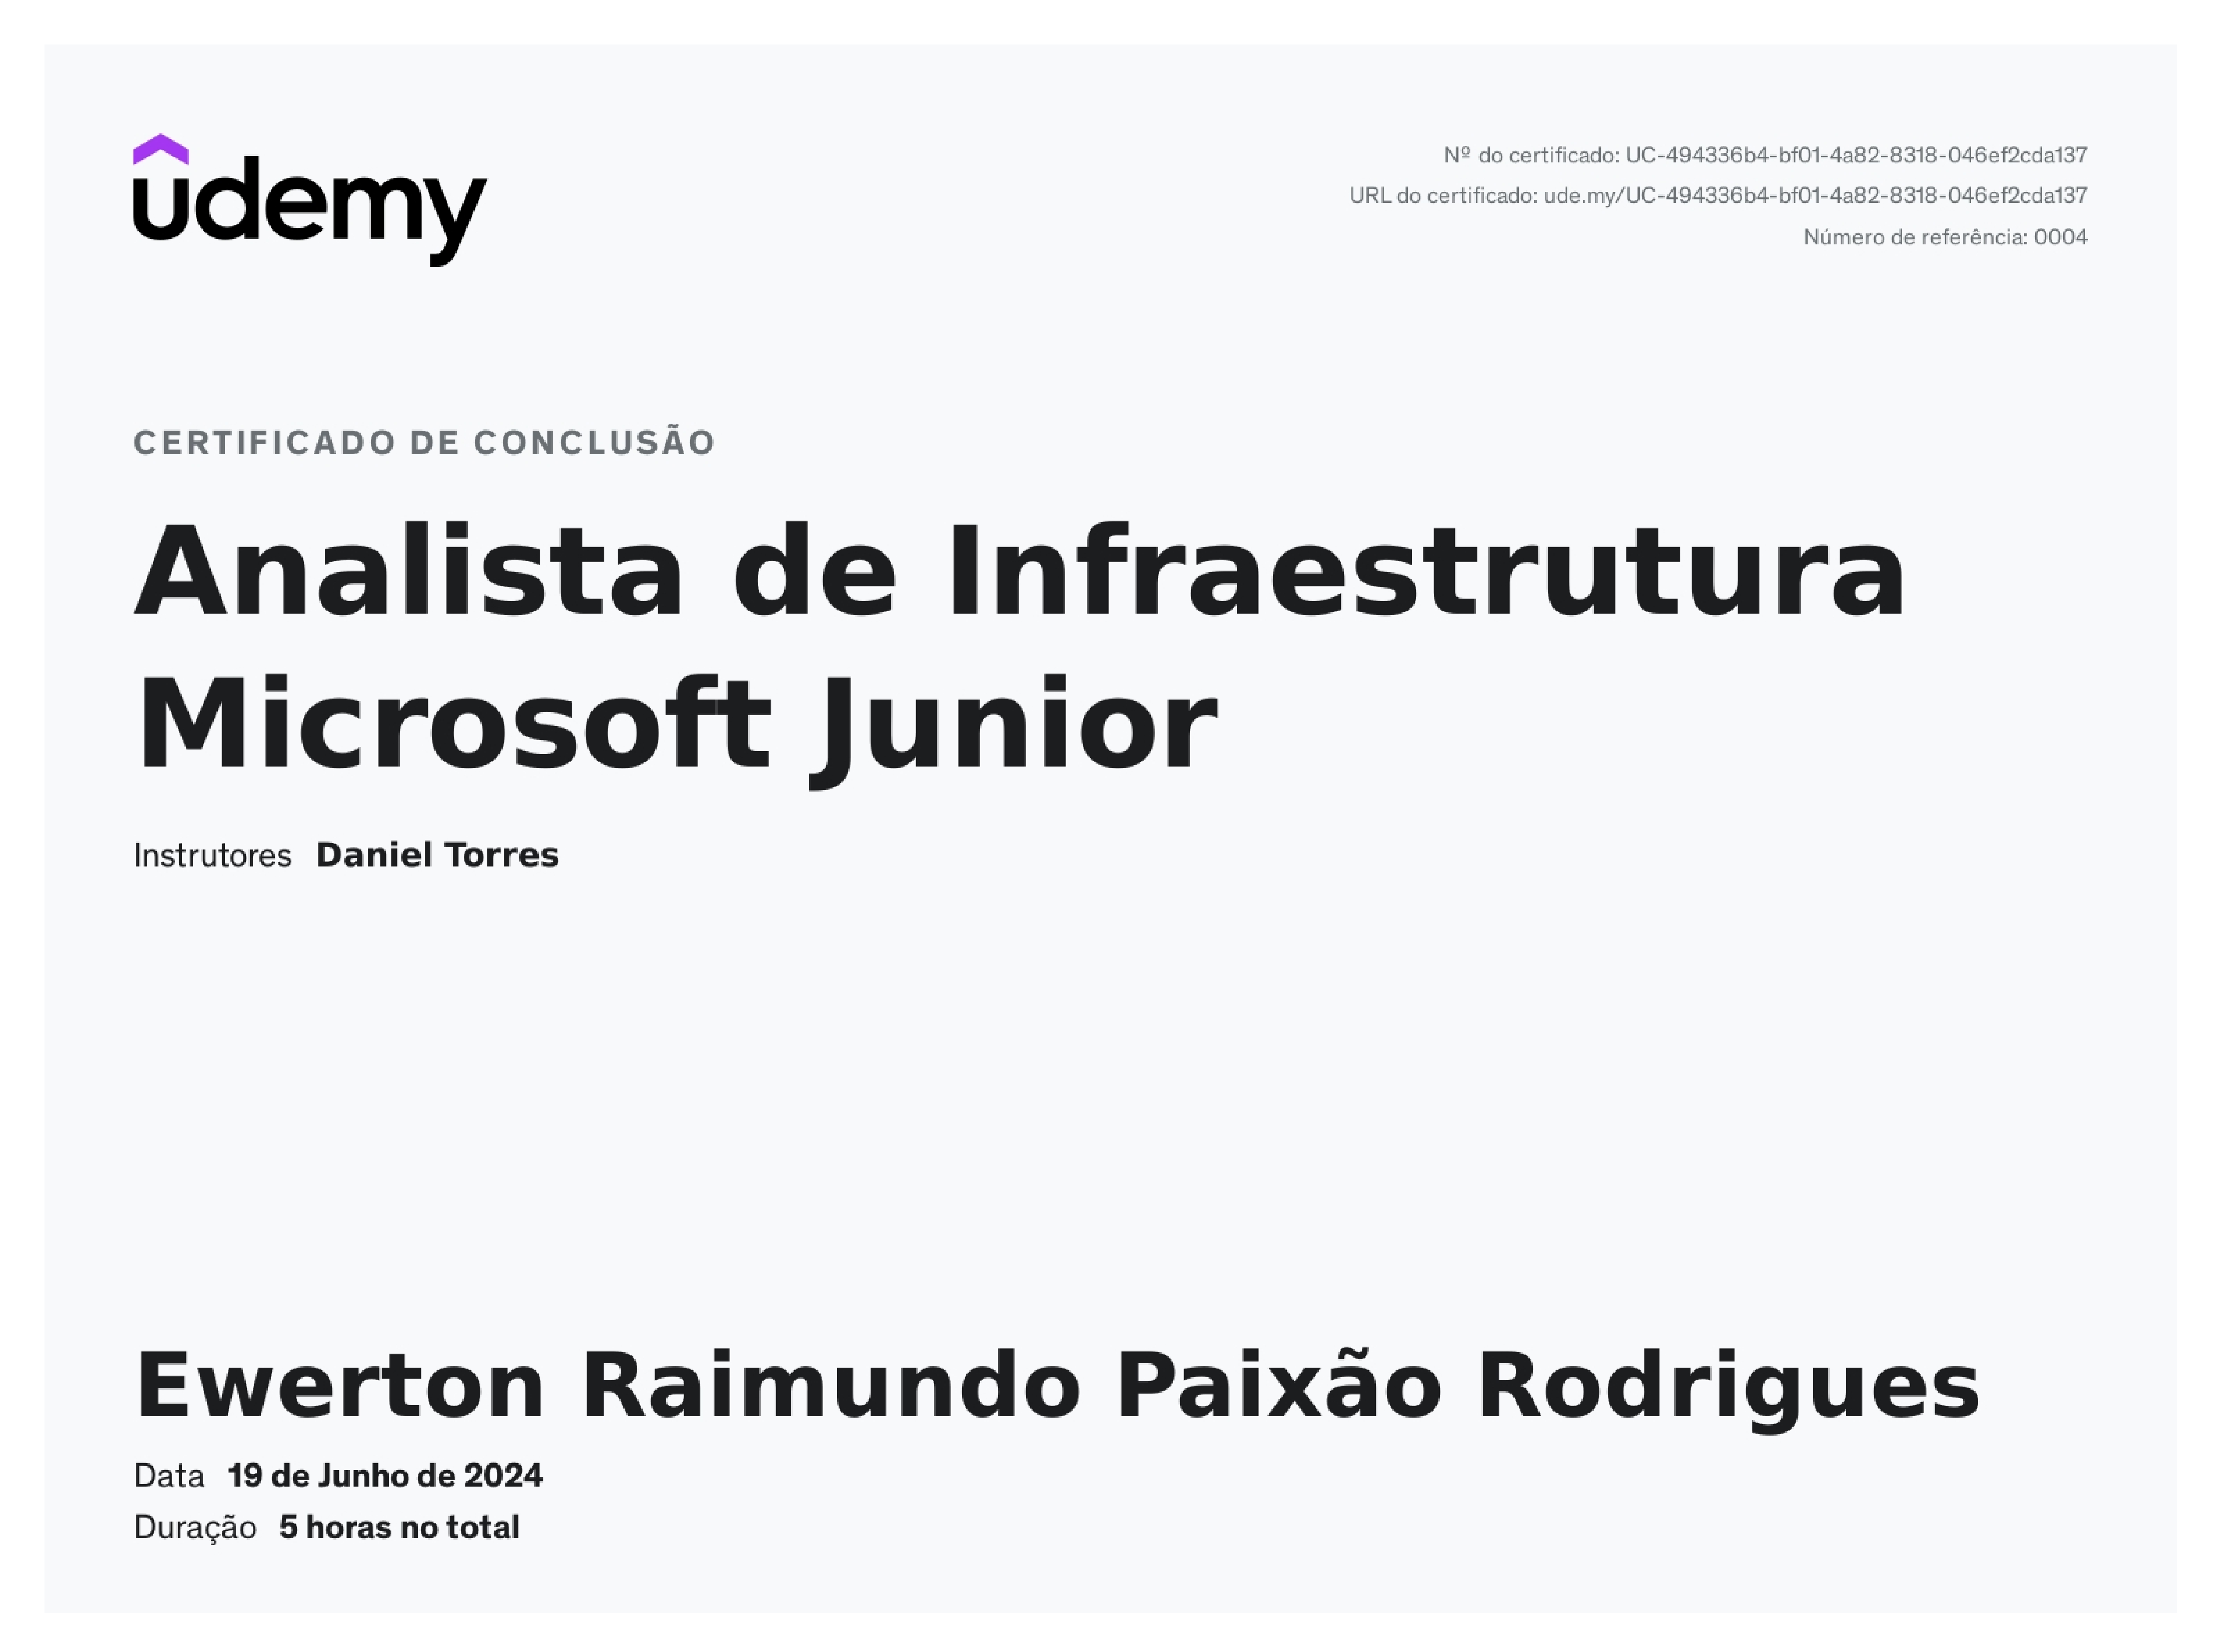 udemy
Nº do certificado: UC-494336b4-bf01-4a82-8318-046ef2cda137
URL do certificado: ude.my/UC-494336b4-bf01-4a82-8318-046ef2cda137
Número de referência: 0004
CERTIFICADO DE CONCLUSÃO
Analista de Infraestrutura
Microsoft Junior
Instrutores Daniel Torres
Ewerton Raimundo Paixão Rodrigues
Data 19 de Junho de 2024
Duração 5 horas no total